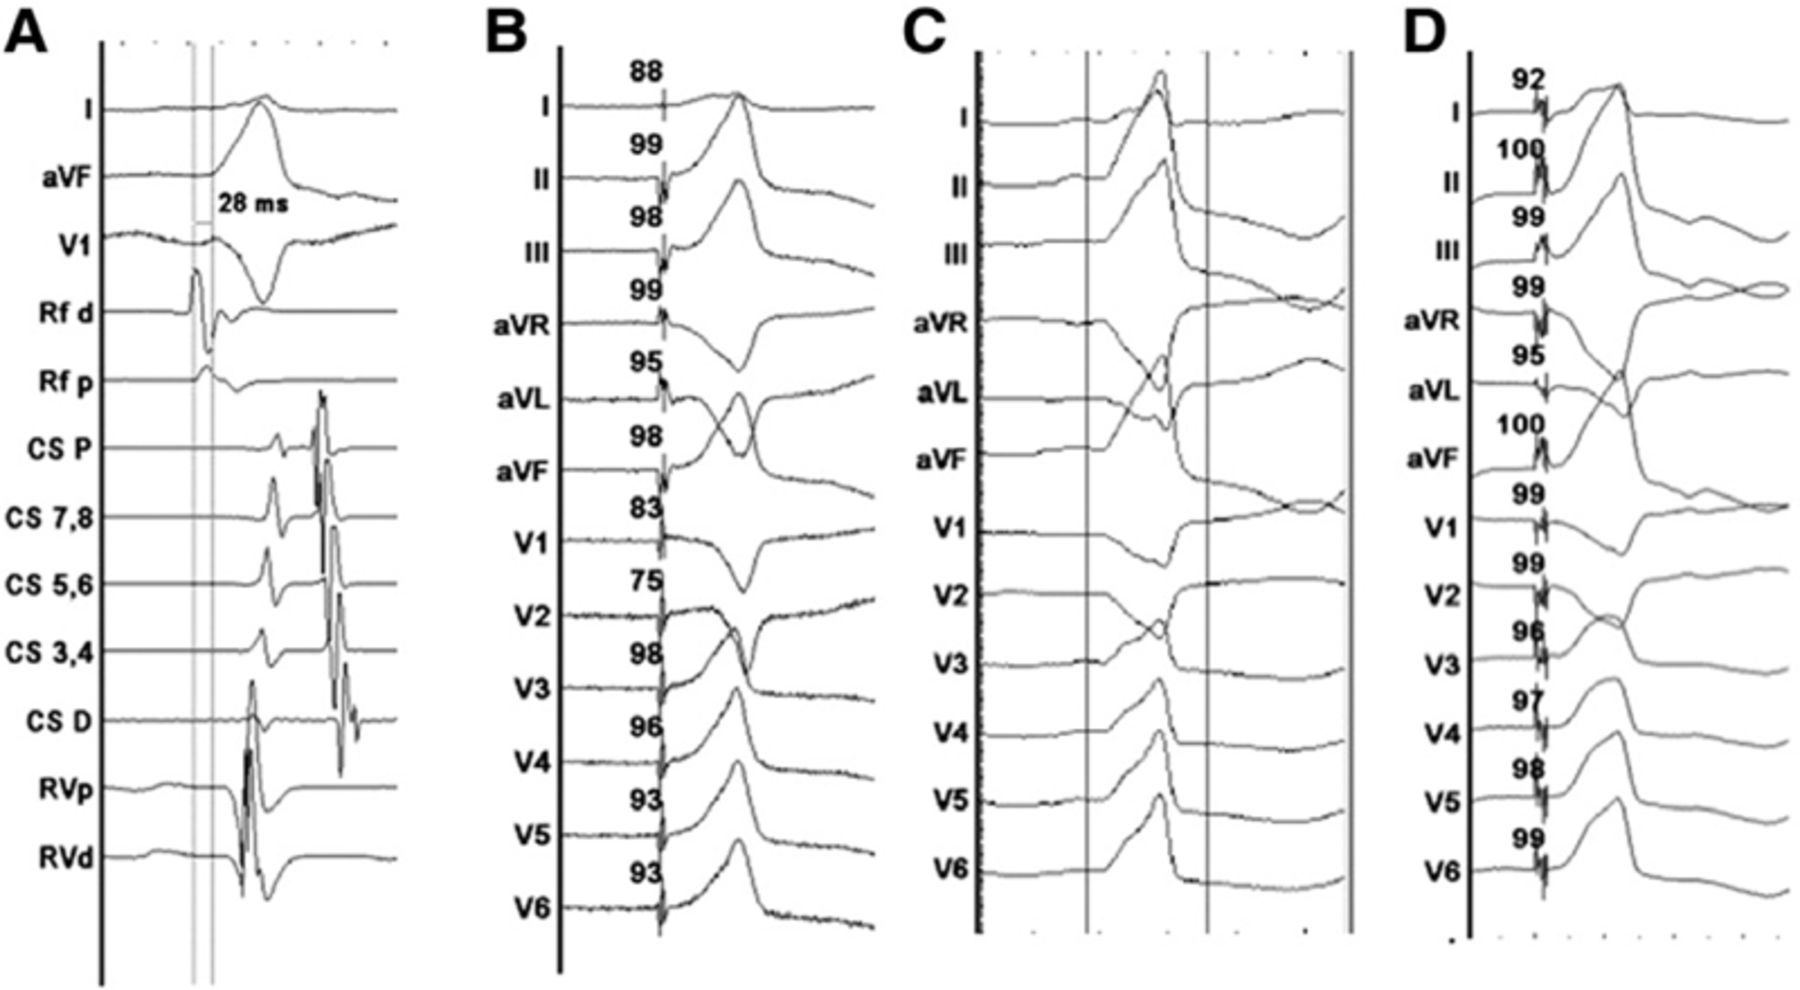 A
I
aVF
28 ms
V1
Rf d
Rf p
CS P
CS 7,8
CS 5,6
CS 3,4
CS D
RVp
RVd
B
88
I
99
II
98
III
99
aVR
95
aVL
98
aVF
83
V1
75
V2
98
V3
96
V4
93
V5
93
V6
C
I
II
III
aVR
aVL
aVF
V1
V2
V3
V4
V5
V6
D
92
I
100
II
99
III
99
aVR
95
aVL
100
aVF
99
V1
99
V2
96
V3
97
V4
98
V5
99
V6